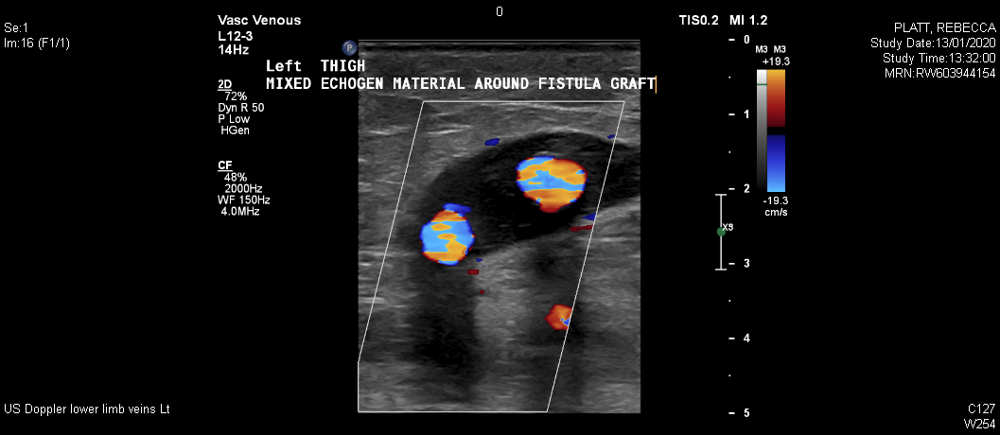 Se:1
Im:16 (F1/1)
Vasc Venous
L12-3
14Hz
2D
72%
Dyn R 50
P Low
HGen
CF
48%
2000Hz
WF 150Hz
4.0MHz
0
P
Left THIGH
MIXED ECHOGEN MATERIAL AROUND FISTULA GRAFT
TIS0.2 MI 1.2
M3 M3
+19.3
-19.3
cm/s
x3
0
1
2
3
4
5
PLATT, REBECCA
Study Date:13/01/2020
Study Time:13:32:00
MRN:RW603944154
US Doppler lower limb veins Lt
C127
W254